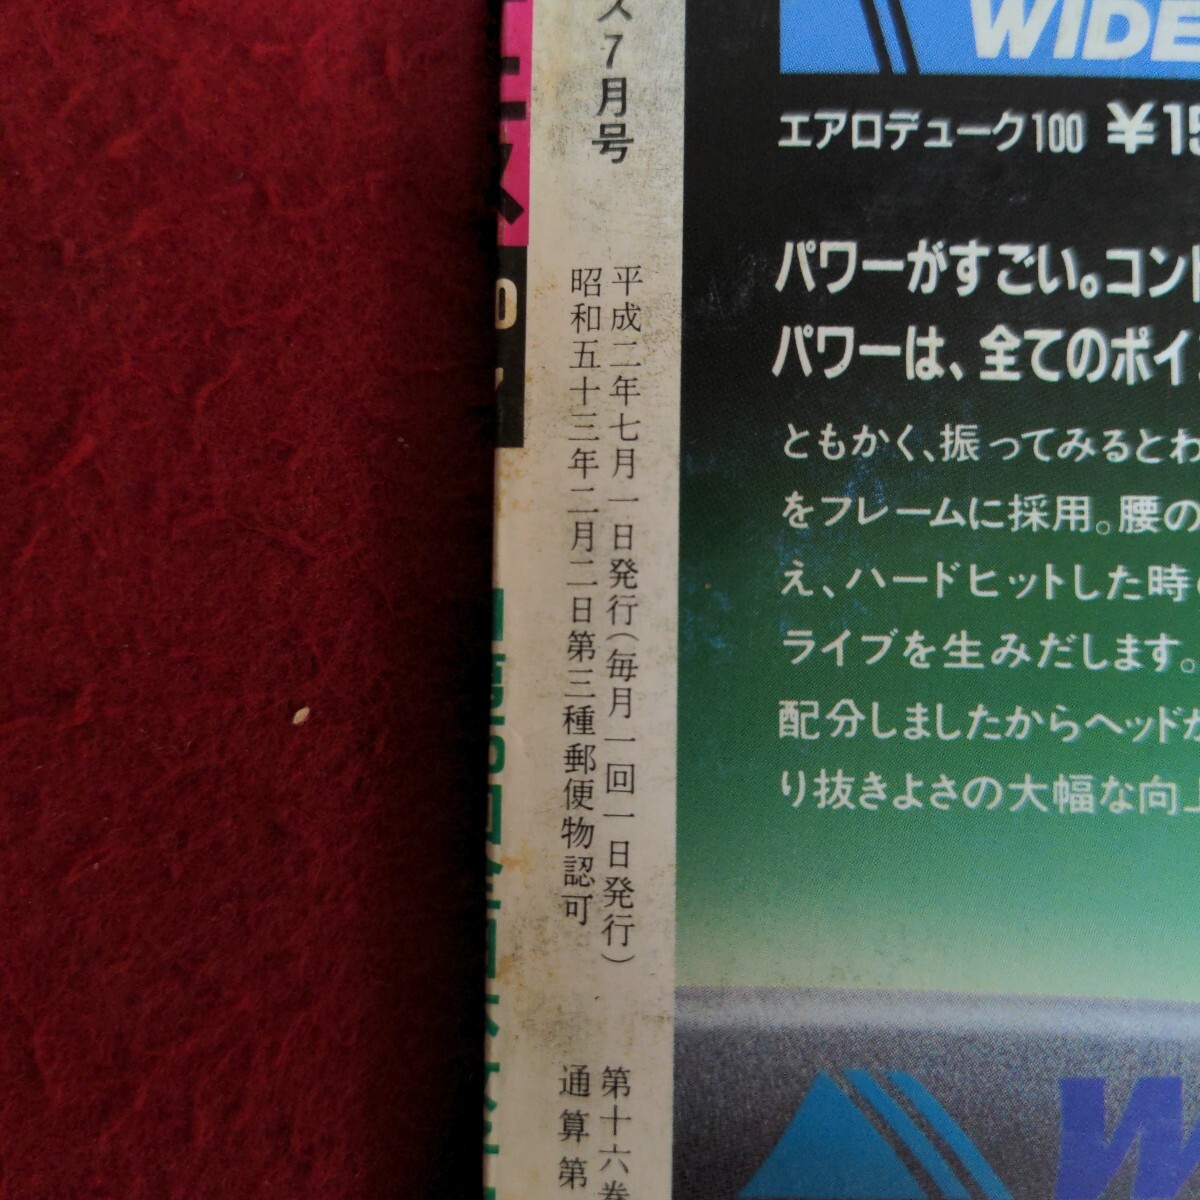 WIDE
エアロデューク100 ¥15
パワーがすごい。コント
パワーは、全てのポイン
ともかく、振ってみるとわ
をフレームに採用。腰の
え、ハードヒットした時
ライブを生みだします。
配分しましたからヘッドか
り抜きよさの大幅な向上
ス7月号
平成二年七月一日発行(毎月一回一日発行)
昭和五十三年二月二日第三種郵便物認可
第十六巻
通算第